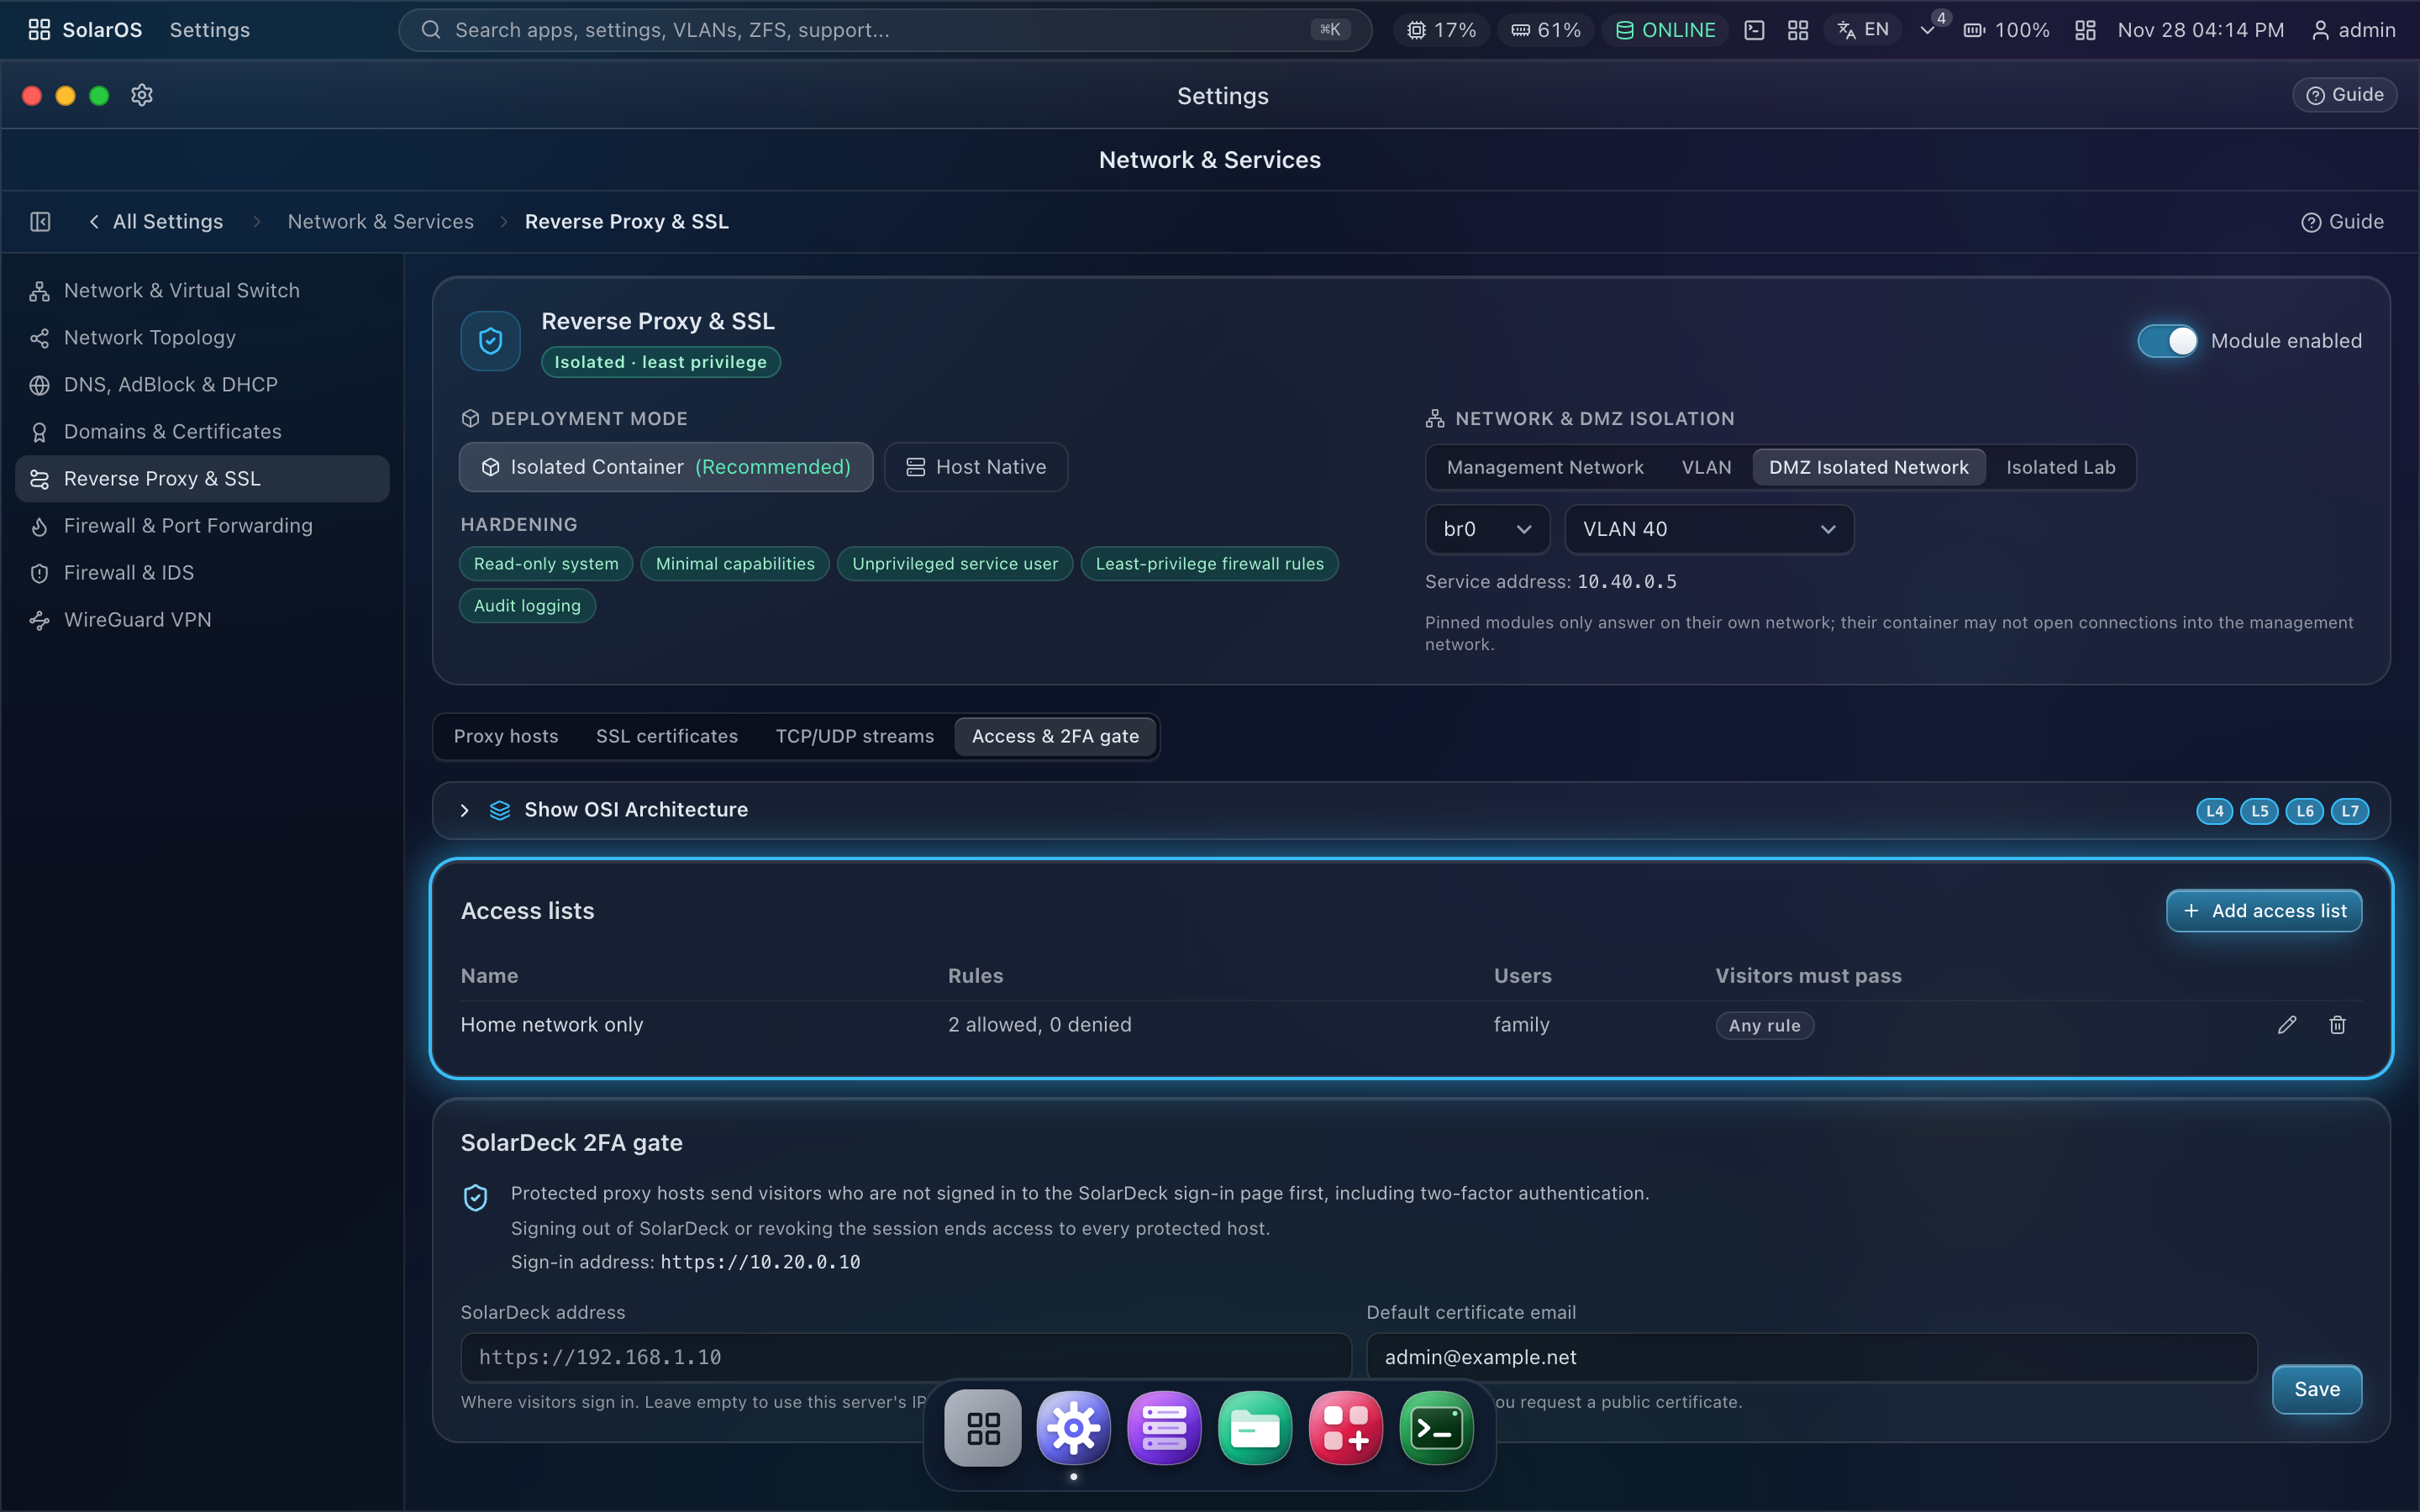 SolarOS Settings Search apps, settings, VLANs, ZFS, support... ⌘K 17% 61% ONLINE EN 4 100% Nov 28 04:14 PM admin
Settings Guide
Network & Services
All Settings Network & Services Reverse Proxy & SSL Guide
Network & Virtual Switch
Network Topology
DNS, AdBlock & DHCP
Domains & Certificates
Reverse Proxy & SSL
Firewall & Port Forwarding
Firewall & IDS
WireGuard VPN
Reverse Proxy & SSL
Isolated · least privilege
Module enabled
DEPLOYMENT MODE
Isolated Container (Recommended) Host Native
HARDENING
Read-only system Minimal capabilities Unprivileged service user Least-privilege firewall rules
Audit logging
NETWORK & DMZ ISOLATION
Management Network VLAN DMZ Isolated Network Isolated Lab
br0 VLAN 40
Service address: 10.40.0.5
Pinned modules only answer on their own network; their container may not open connections into the management
network.
Proxy hosts SSL certificates TCP/UDP streams Access & 2FA gate
Show OSI Architecture L4 L5 L6 L7
Access lists Add access list
Name Rules Users Visitors must pass
Home network only 2 allowed, 0 denied family Any rule
SolarDeck 2FA gate
Protected proxy hosts send visitors who are not signed in to the SolarDeck sign-in page first, including two-factor authentication.
Signing out of SolarDeck or revoking the session ends access to every protected host.
Sign-in address: https://10.20.0.10
SolarDeck address Default certificate email
https://192.168.1.10 admin@example.net
Save
Where visitors sign in. Leave empty to use this server's IP ou request a public certificate.